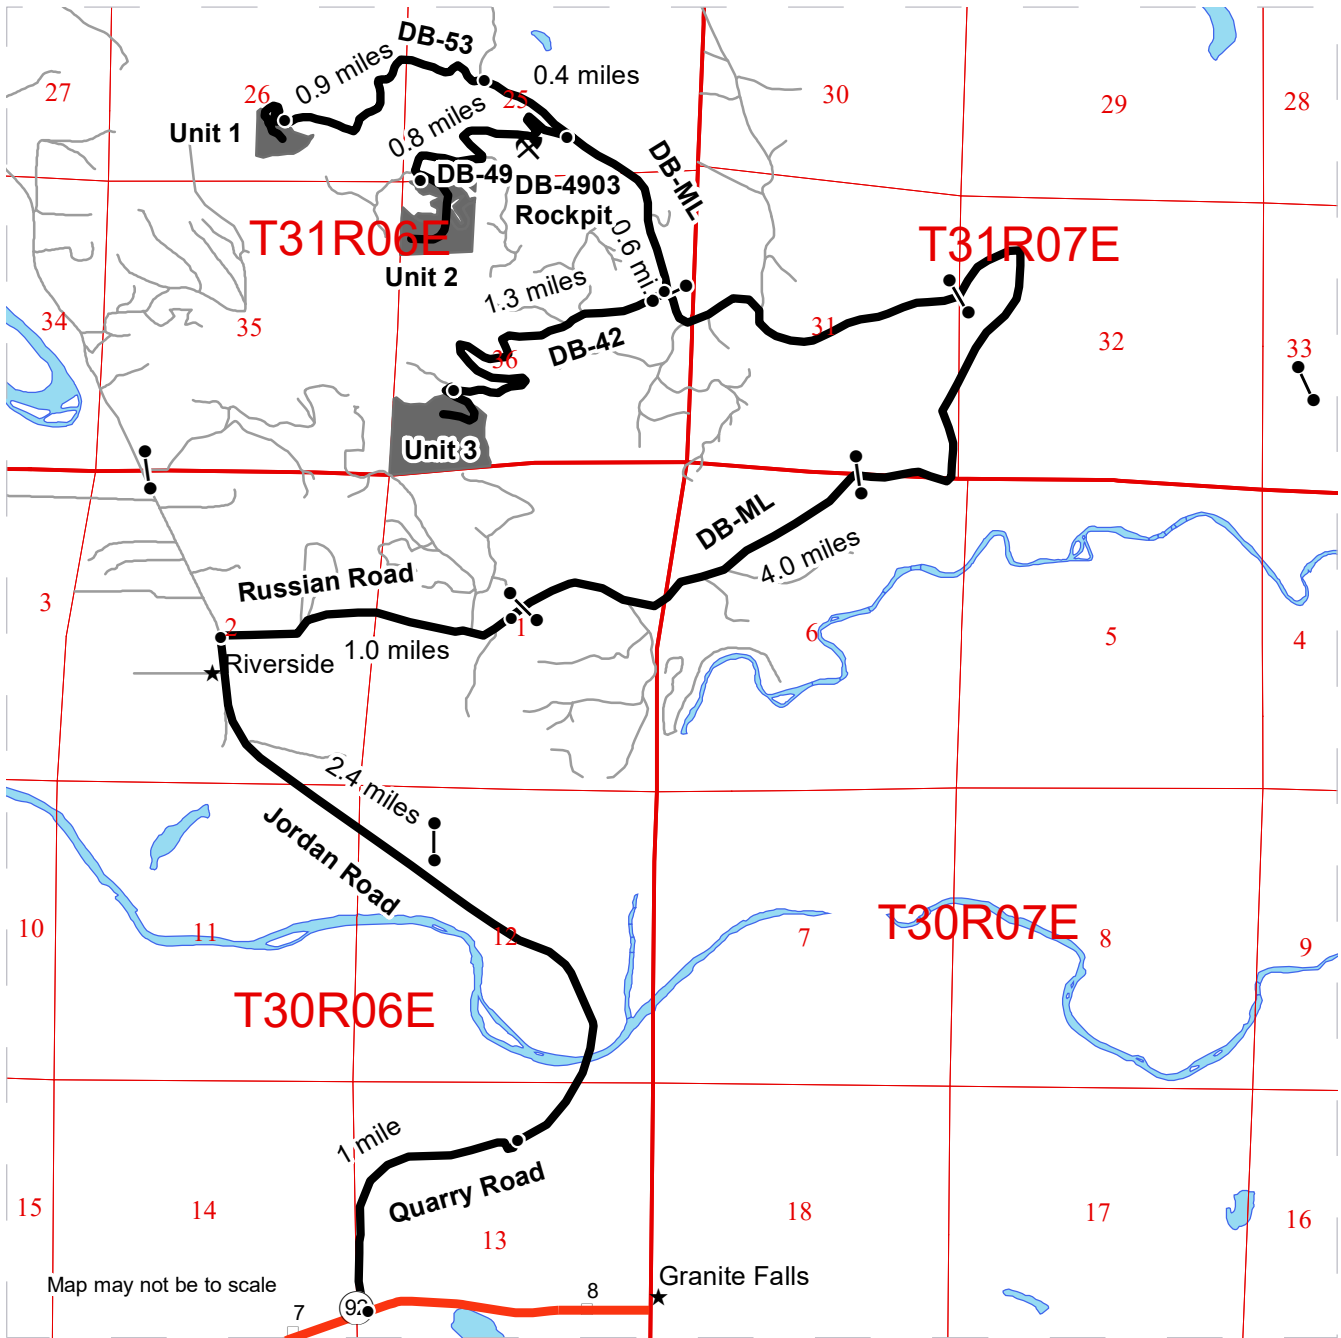 DB-53
0.9 miles
0.4 miles
27
26
25
30
29
28
Unit 1
0.8 miles
DB-ML
DB-49
DB-4903
Rockpit
T31R06E
T31R07E
Unit 2
0.6 mi.
1.3 miles
34
35
36
DB-42
31
32
33
Unit 3
DB-ML
4.0 miles
Russian Road
3
2
1
6
5
4
1.0 miles
Riverside
2.4 miles
Jordan Road
10
11
12
7
8
9
T30R07E
T30R06E
1 mile
Quarry Road
15
14
13
18
17
16
Map may not be to scale
Granite Falls
92
7
8